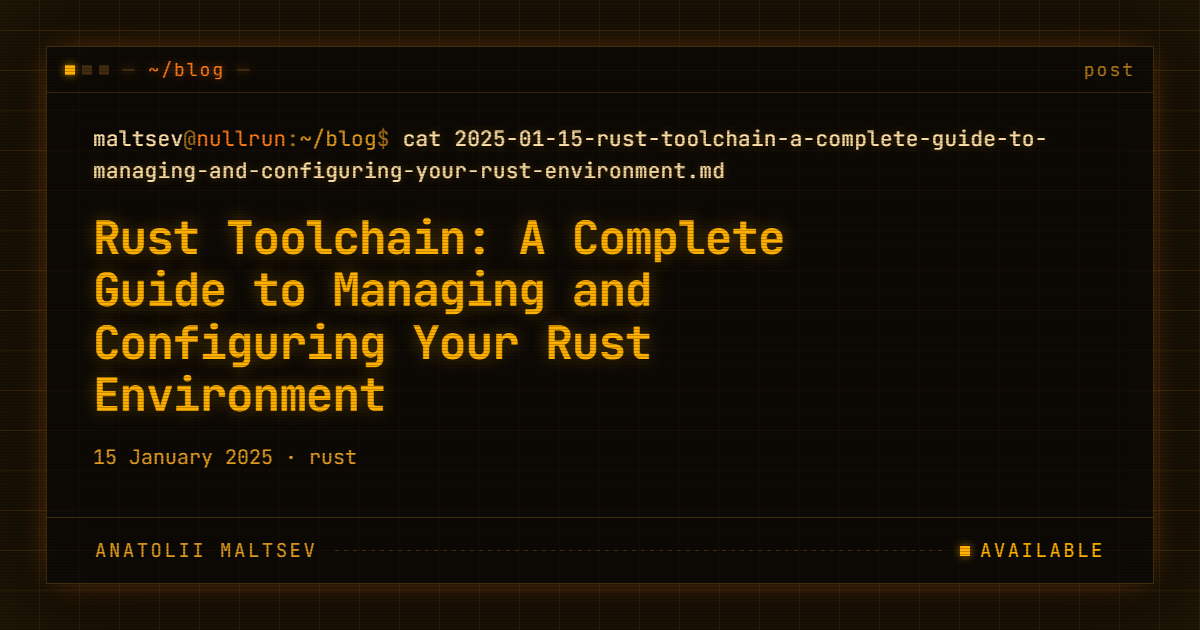 — ~/blog —
post
maltsev@nullrun:~/blog$ cat 2025-01-15-rust-toolchain-a-complete-guide-to-
managing-and-configuring-your-rust-environment.md
Rust Toolchain: A Complete
Guide to Managing and
Configuring Your Rust
Environment
15 January 2025 · rust
ANATOLII MALTSEV
AVAILABLE